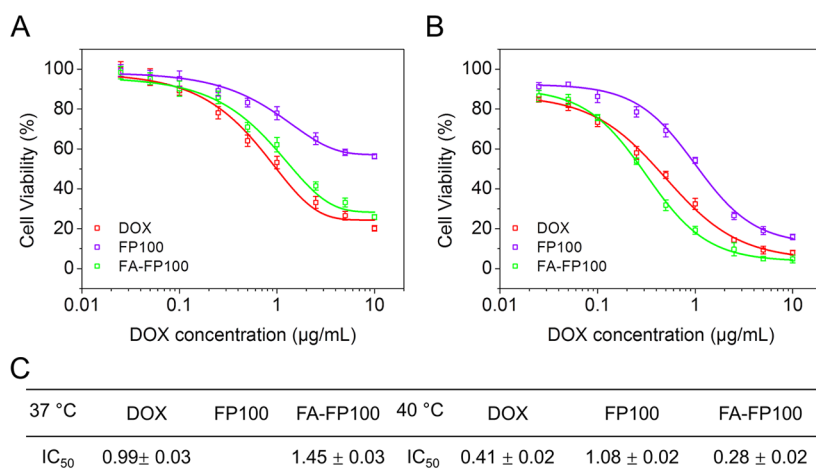 A
B
100
80
60
40
20
0
Cell Viability (%)
DOX
FP100
FA-FP100
0.01
0.1
1
10
DOX concentration (µg/mL)
100
80
60
40
20
0
Cell Viability (%)
DOX
FP100
FA-FP100
0.01
0.1
1
10
DOX concentration (µg/mL)
C
37 °C DOX FP100 FA-FP100 40 °C DOX FP100 FA-FP100
IC50 0.99± 0.03 1.45 ± 0.03 IC50 0.41 ± 0.02 1.08 ± 0.02 0.28 ± 0.02